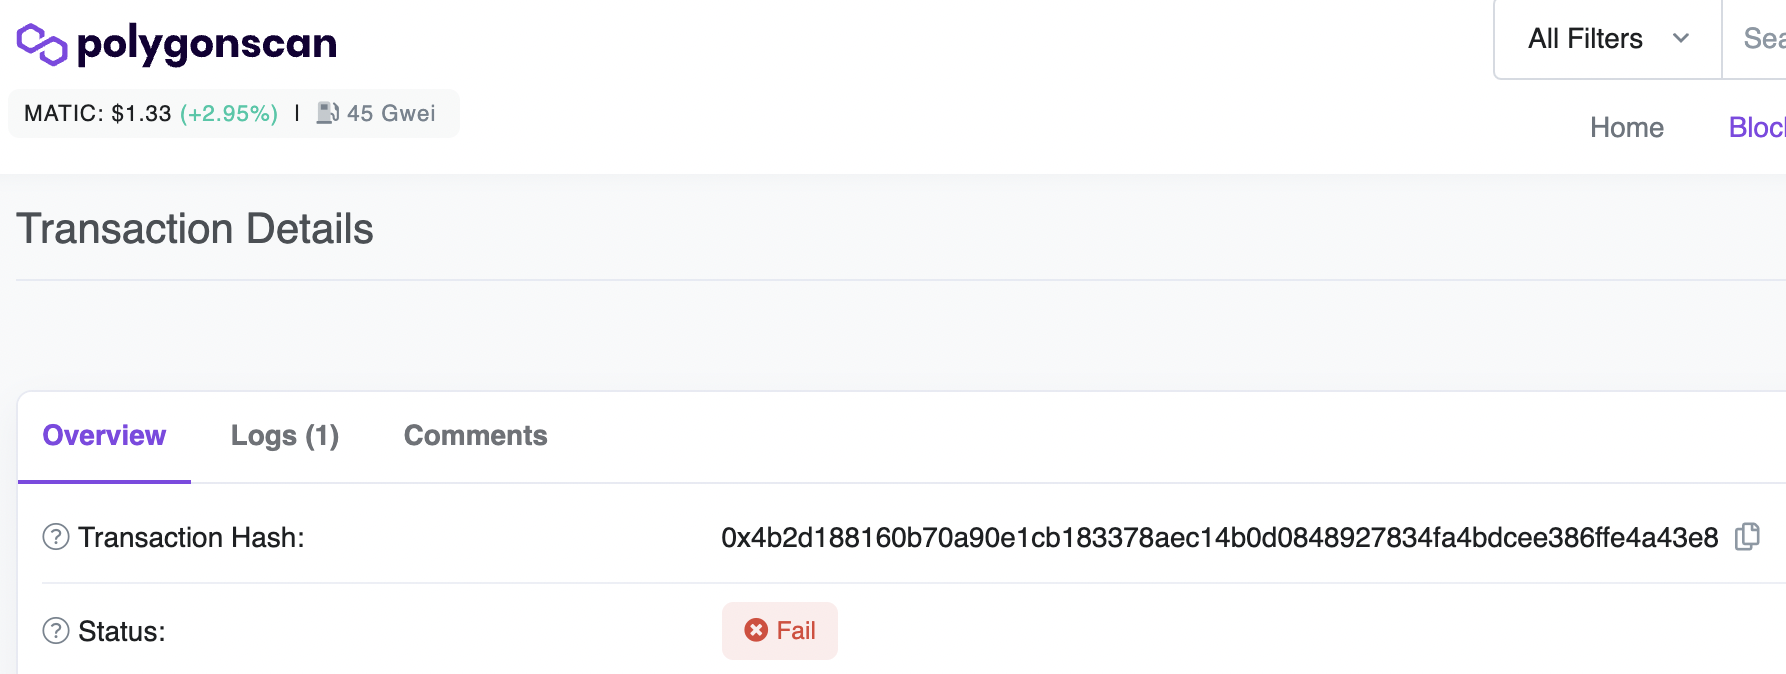 polygonscan
All Filters
Sea
MATIC: $1.33 (+2.95%) | 45 Gwei
Home
Block
Transaction Details
Overview
Logs (1)
Comments
? Transaction Hash:
0x4b2d188160b70a90e1cb183378aec14b0d0848927834fa4bdcee386ffe4a43e8
? Status:
Fail